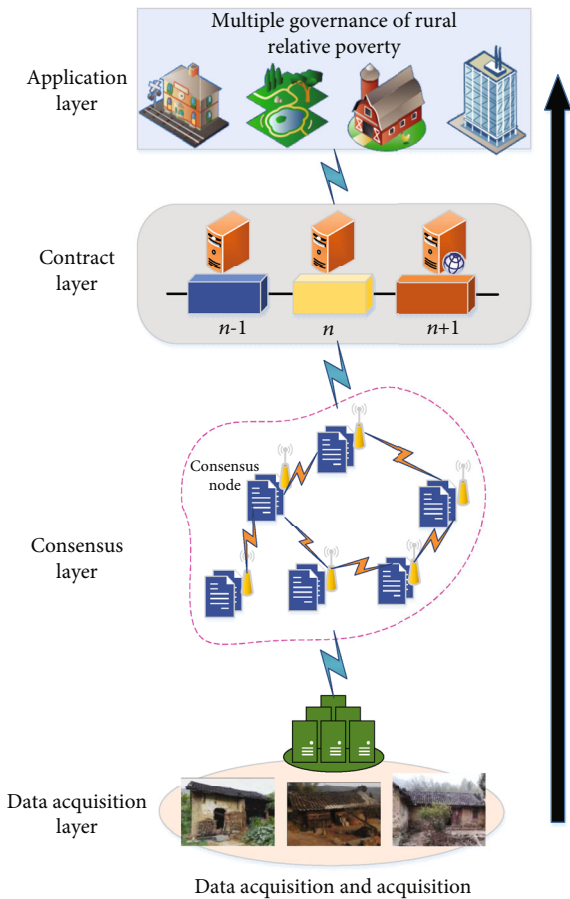 Multiple governance of rural
relative poverty
Application
layer
Contract
layer
n-1
n
n+1
Consensus
node
Consensus
layer
Data acquisition
layer
Data acquisition and acquisition